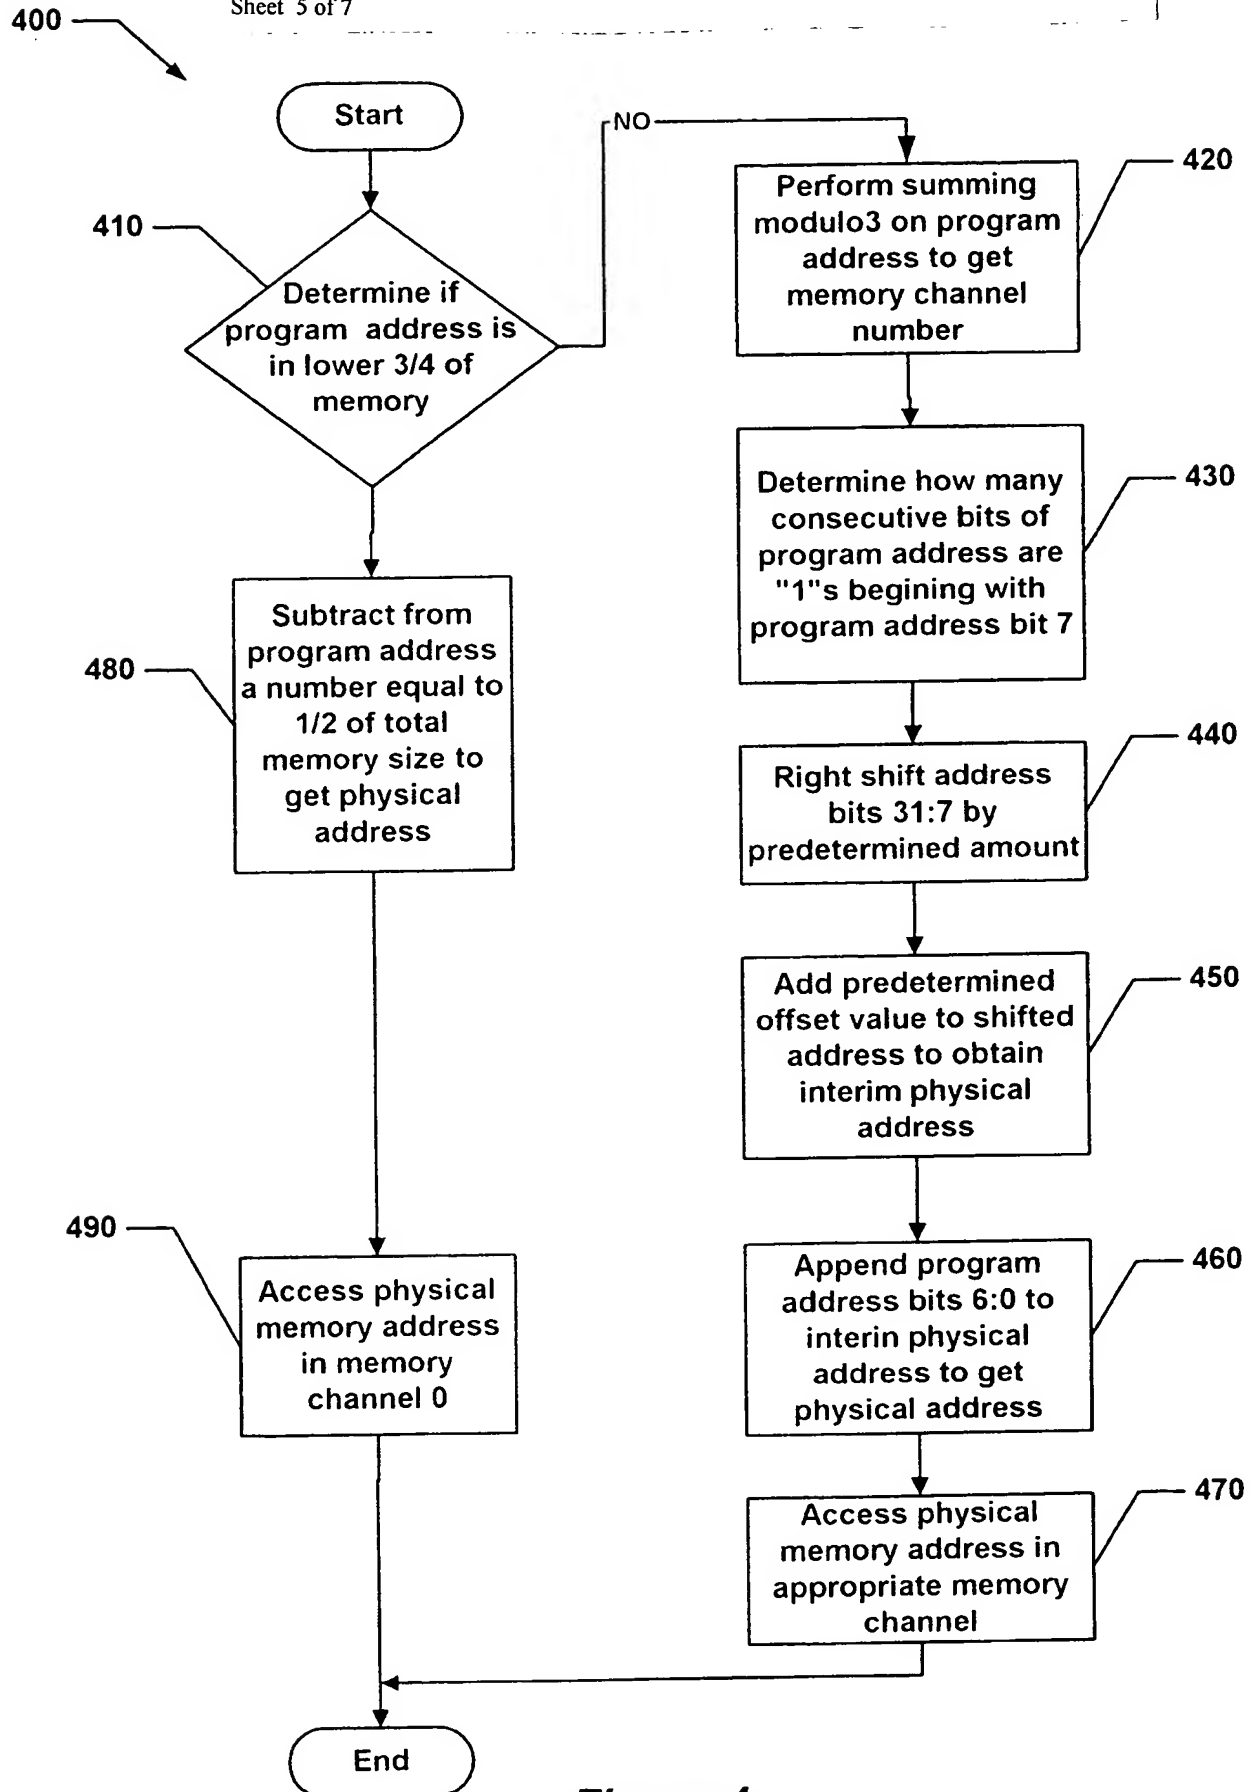 Sheet 5 of 7
400
Start
NO
410
Determine if
program address is
in lower 3/4 of
memory
420
Perform summing
modulo3 on program
address to get
memory channel
number
430
Determine how many
consecutive bits of
program address are
"1"s begining with
program address bit 7
480
Subtract from
program address
a number equal to
1/2 of total
memory size to
get physical
address
440
Right shift address
bits 31:7 by
predetermined amount
450
Add predetermined
offset value to shifted
address to obtain
interim physical
address
490
Access physical
memory address
in memory
channel 0
460
Append program
address bits 6:0 to
interin physical
address to get
physical address
470
Access physical
memory address in
appropriate memory
channel
End